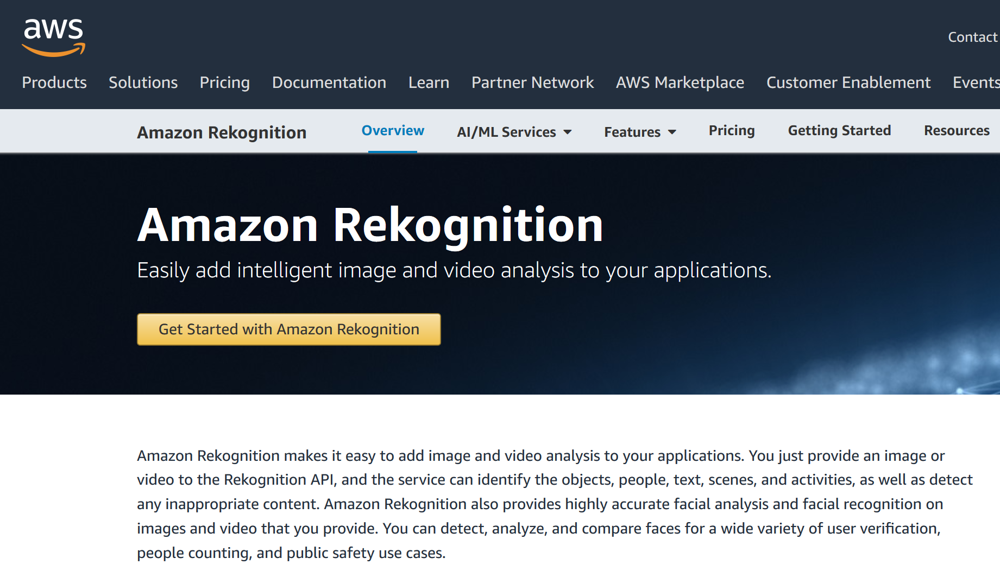 aws
Contact
Products Solutions Pricing Documentation Learn Partner Network AWS Marketplace Customer Enablement Events
Amazon Rekognition Overview AI/ML Services Features Pricing Getting Started Resources
Amazon Rekognition
Easily add intelligent image and video analysis to your applications.
Get Started with Amazon Rekognition
Amazon Rekognition makes it easy to add image and video analysis to your applications. You just provide an image or
video to the Rekognition API, and the service can identify the objects, people, text, scenes, and activities, as well as detect
any inappropriate content. Amazon Rekognition also provides highly accurate facial analysis and facial recognition on
images and video that you provide. You can detect, analyze, and compare faces for a wide variety of user verification,
people counting, and public safety use cases.